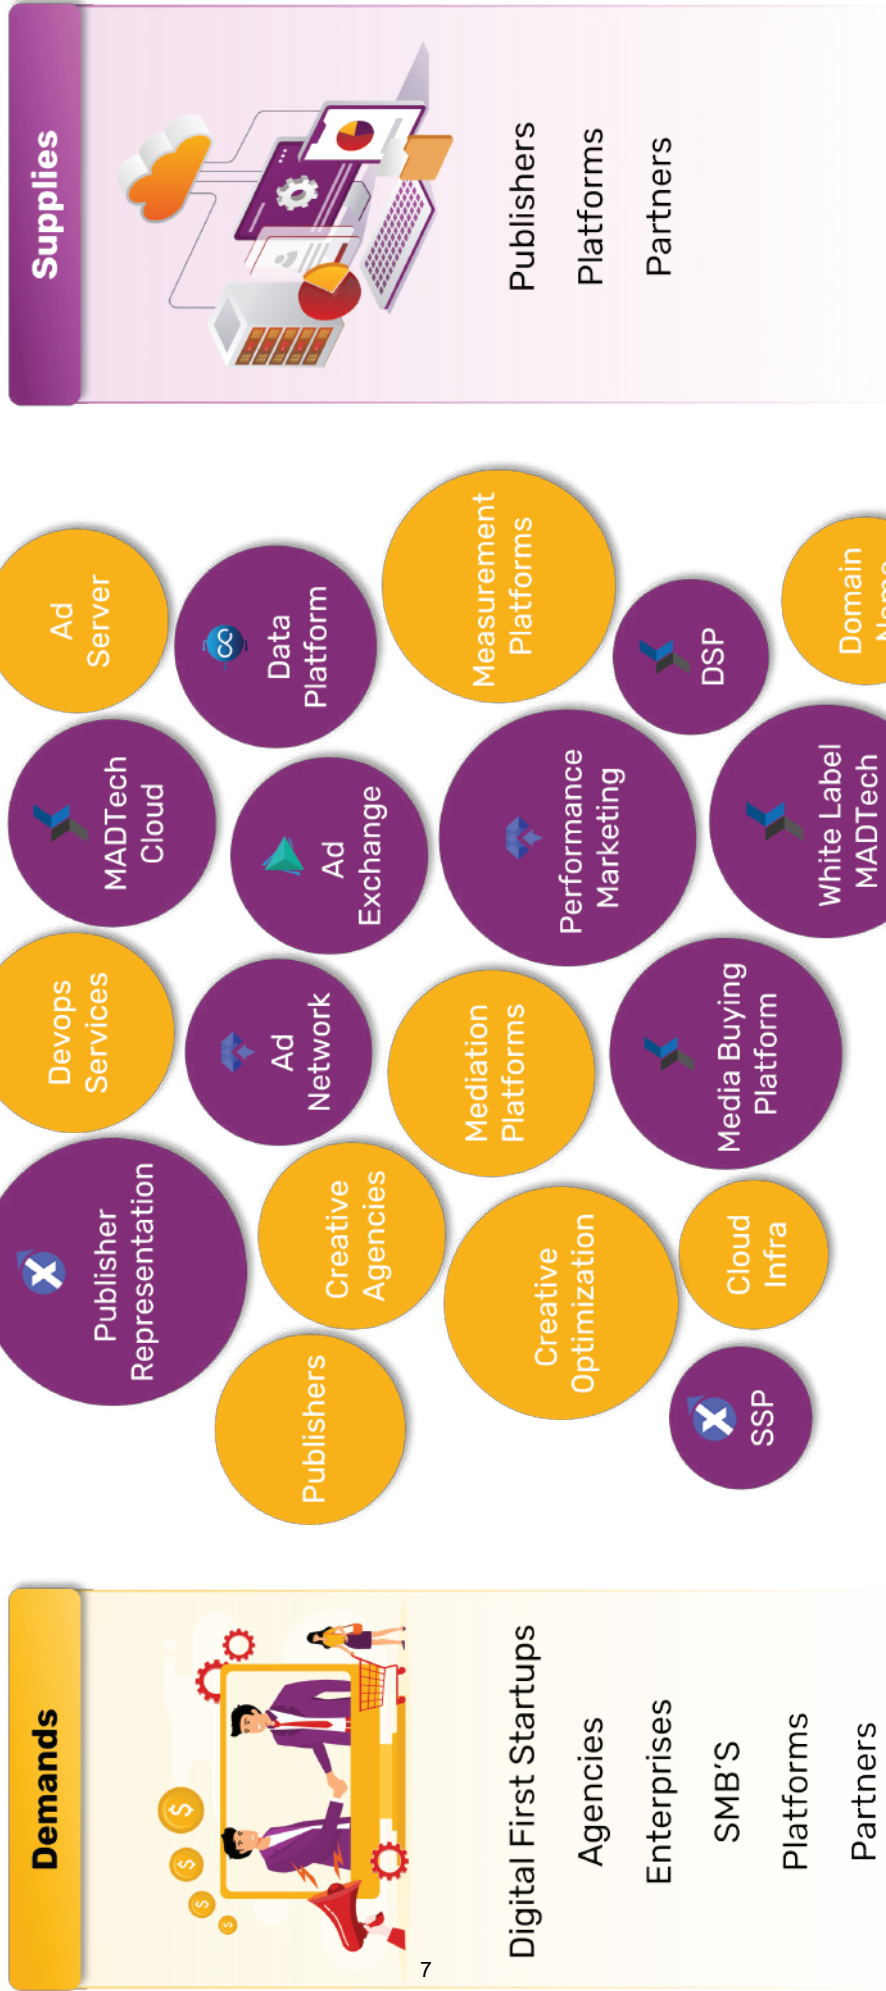 Demands
Digital First Startups
Agencies
Enterprises
SMB'S
Platforms
Partners
Publisher
Representation
Devops
Services
MADTech
Cloud
Ad
Server
Publishers
Creative
Agencies
Ad
Network
Ad
Exchange
Data
Platform
Creative
Optimization
Mediation
Platforms
Performance
Marketing
Measurement
Platforms
SSP
Cloud
Infra
Media Buying
Platform
White Label
MADTech
DSP
Domain
Supplies
Publishers
Platforms
Partners
7